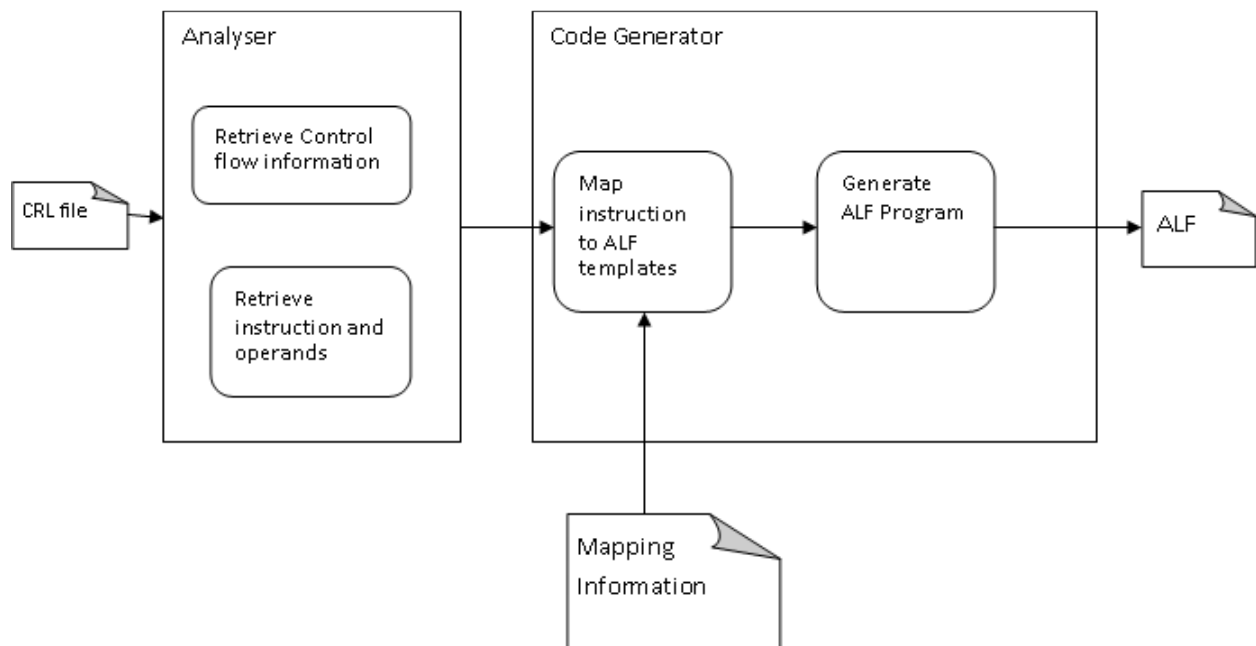 Analyser
Code Generator
Retrieve Control
flow information
CRL file
Retrieve
instruction and
operands
Map
instruction
to ALF
templates
Generate
ALF Program
ALF
Mapping
Information